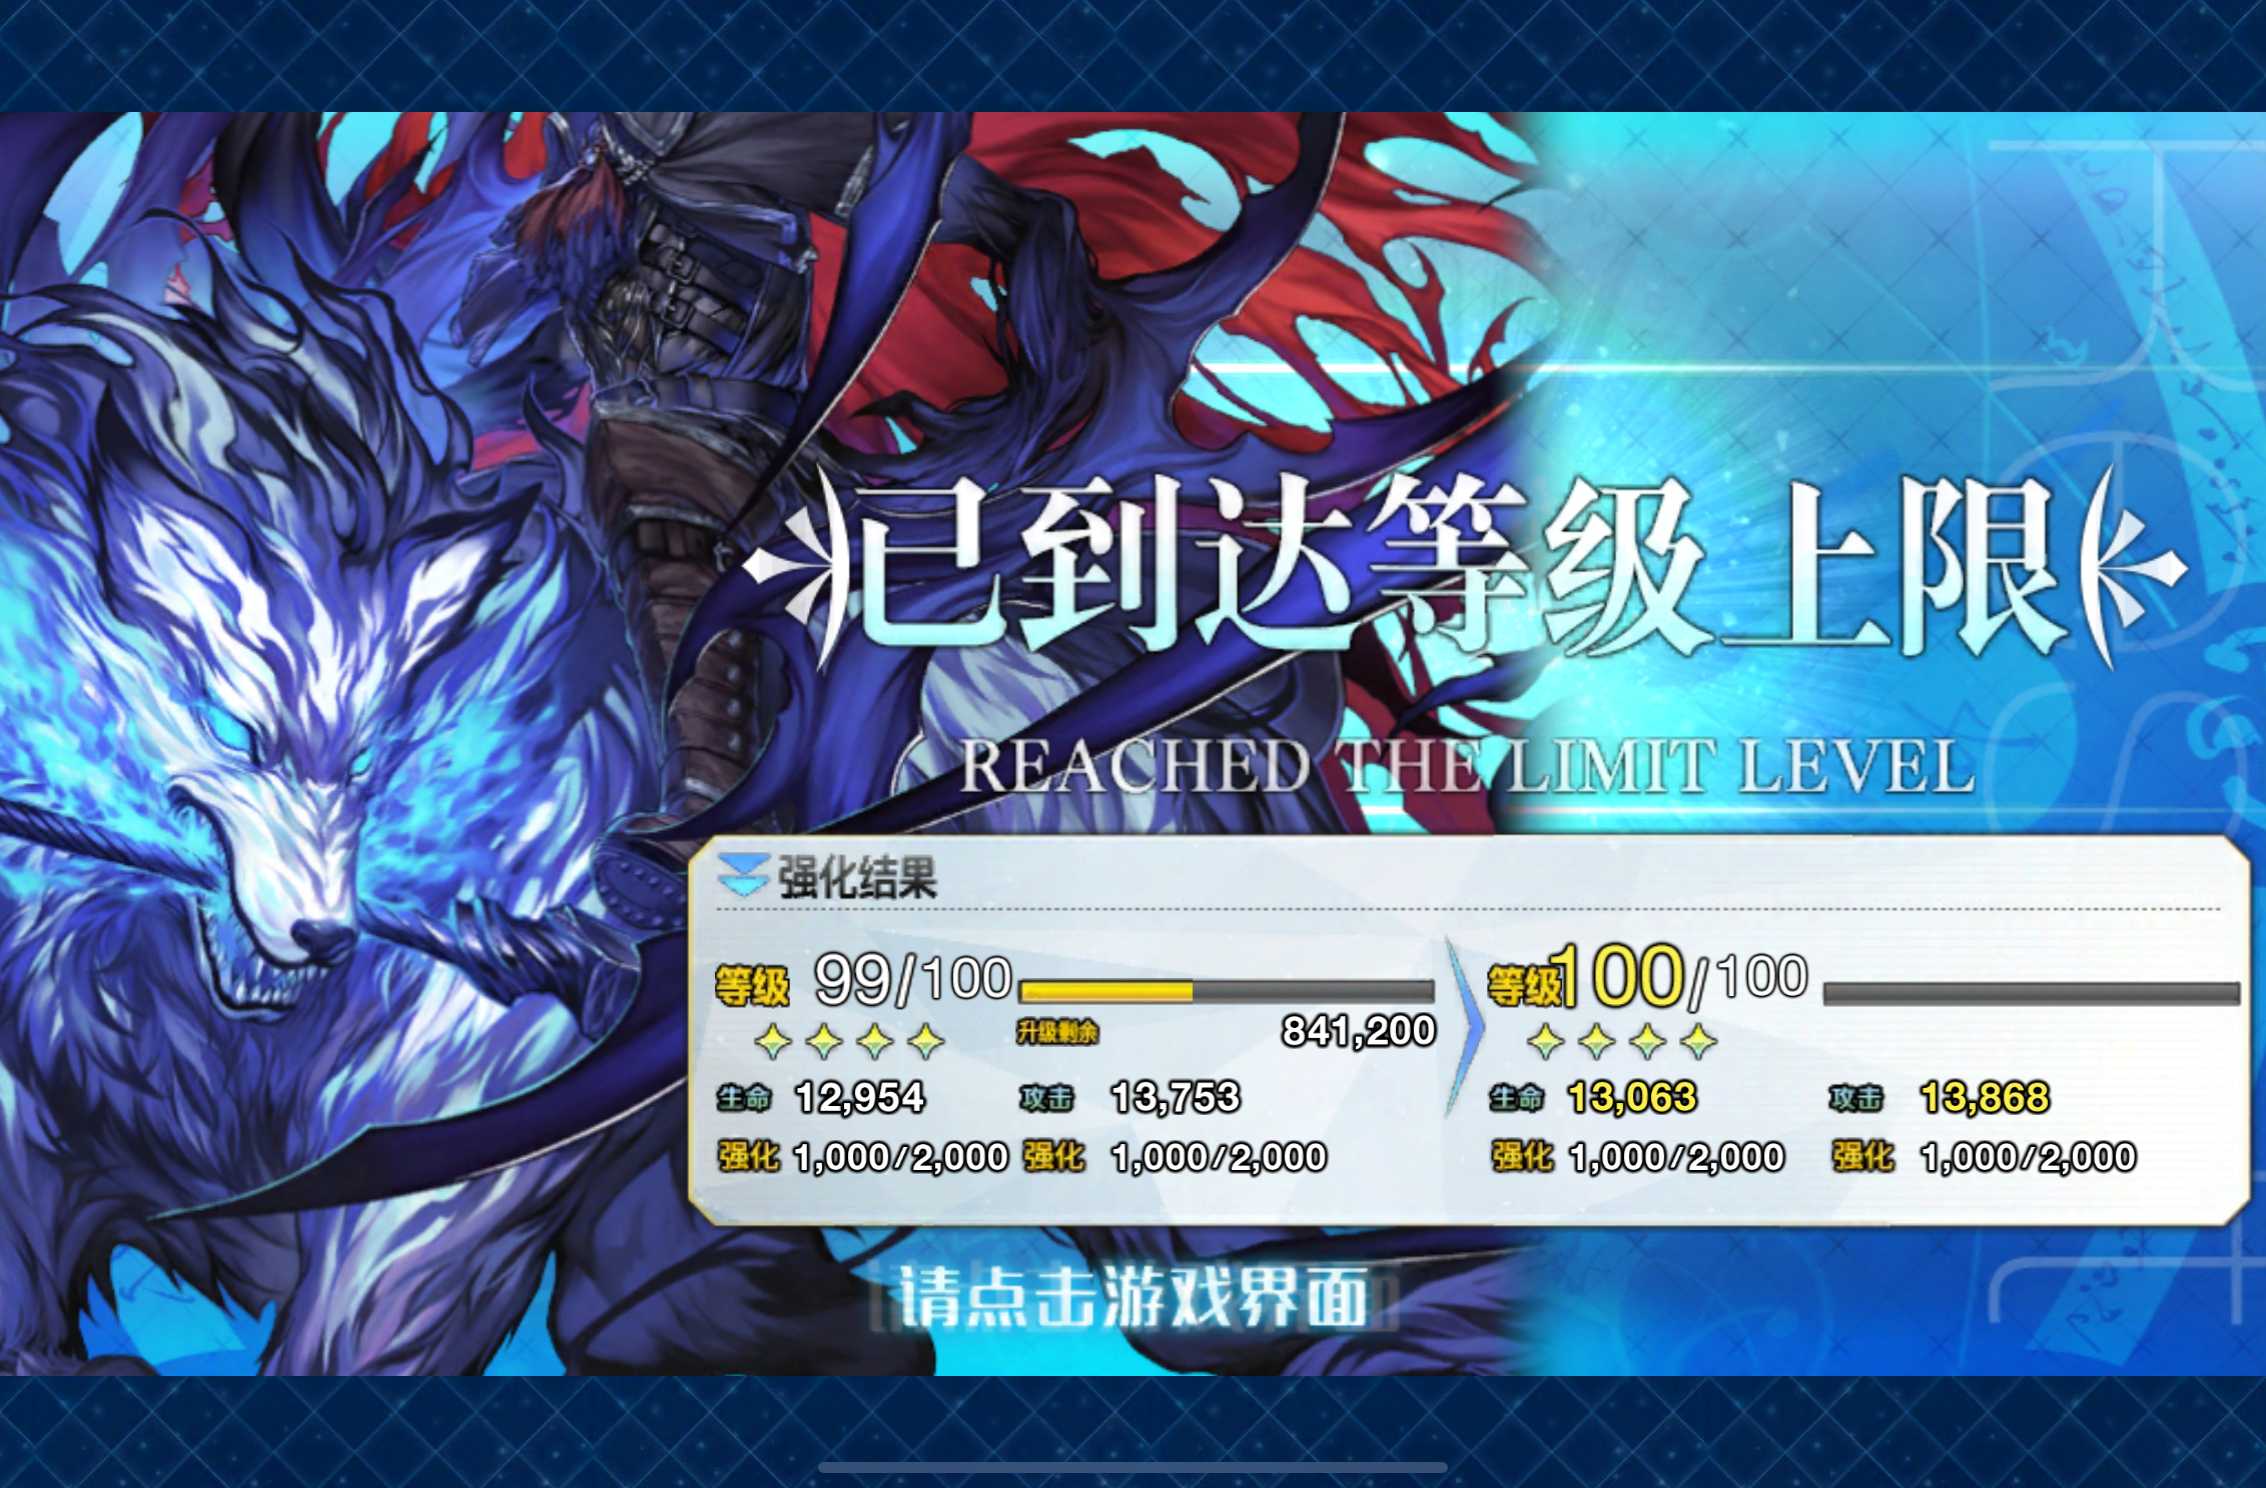 已到达等级上限
REACHED THE LIMIT LEVEL
强化结果
等级 99/100 等级 100/100
升级剩余 841,200
生命 12,954 攻击 13,753 生命 13,063 攻击 13,868
强化 1,000/2,000 强化 1,000/2,000 强化 1,000/2,000 强化 1,000/2,000
请点击游戏界面